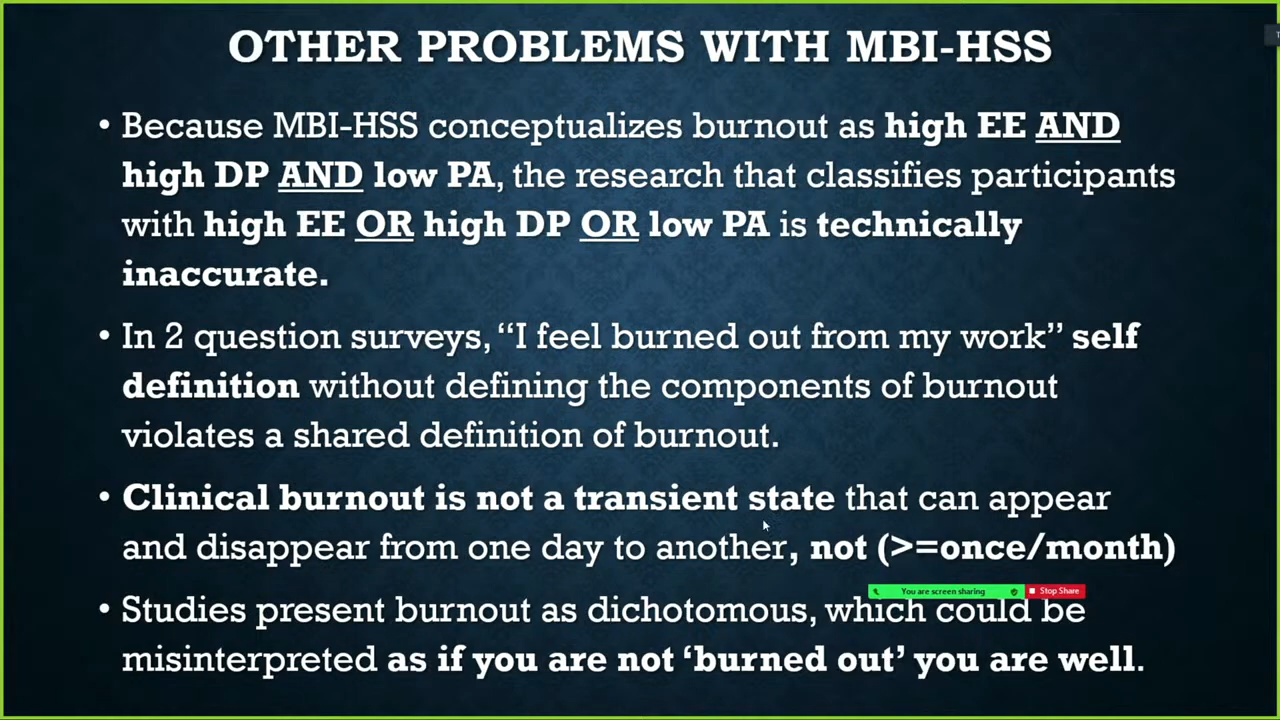 OTHER PROBLEMS WITH MBI-HSS
• Because MBI-HSS conceptualizes burnout as high EE AND
high DP AND low PA, the research that classifies participants
with high EE OR high DP OR low PA is technically
inaccurate.
• In 2 question surveys, “I feel burned out from my work” self
definition without defining the components of burnout
violates a shared definition of burnout.
• Clinical burnout is not a transient state that can appear
and disappear from one day to another, not (>=once/month)
You are screen sharing Stop Share
• Studies present burnout as dichotomous, which could be
misinterpreted as if you are not ‘burned out’ you are well.